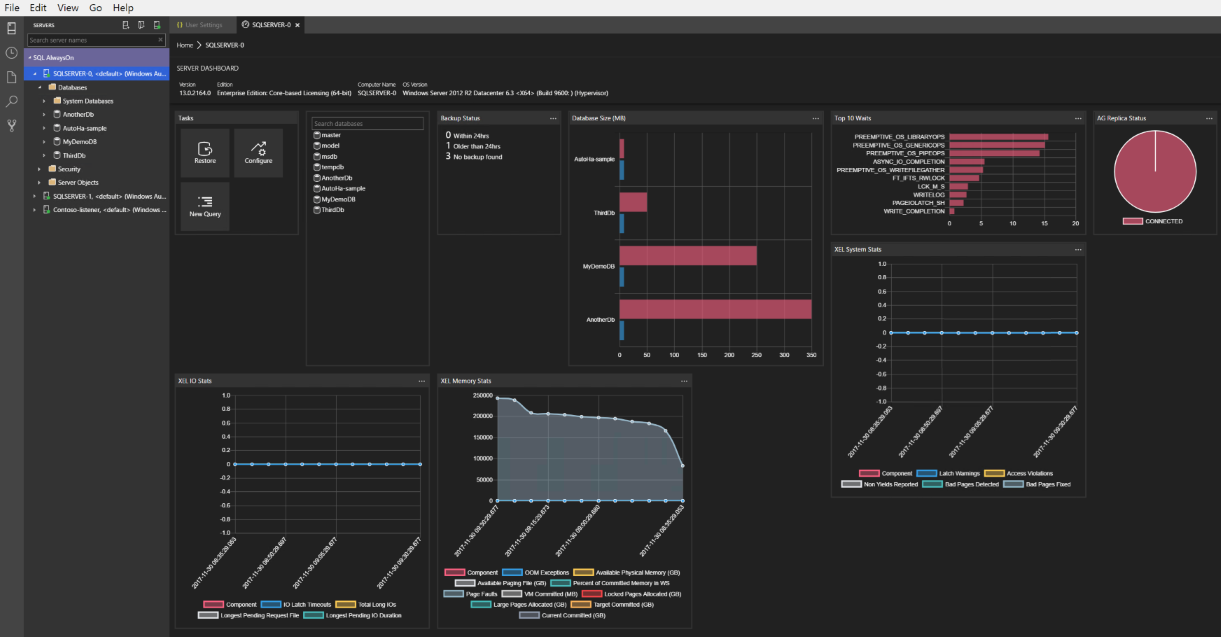 File Edit View Go Help
SERVERS
Search server names
SQL AlwaysOn
SQLSERVER-0, <default> (Windows Au...
Databases
System Databases
AnotherDb
AutoHa-sample
MyDemoDB
ThirdDb
Security
Server Objects
SQLSERVER-1, <default> (Windows Au...
Contoso-listener, <default> (Windows ...
User Settings
SQLSERVER-0
Home > SQLSERVER-0
SERVER DASHBOARD
Version Edition Computer Name OS Version
13.0.2164.0 Enterprise Edition: Core-based Licensing (64-bit) SQLSERVER-0 Windows Server 2012 R2 Datacenter 6.3 <X64> (Build 9600: ) (Hypervisor)
Tasks
Restore
Configure
New Query
Search databases
master
model
msdb
tempdb
AnotherDb
AutoHa-sample
MyDemoDB
ThirdDb
Backup Status ...
0 Within 24hrs
1 Older than 24hrs
3 No backup found
Database Size (MB) ...
AutoHa-sample
ThirdDb
MyDemoDB
AnotherDb
0 50 100 150 200 250 300 350
Top 10 Waits ...
PREEMPTIVE_OS_LIBRARYOPS
PREEMPTIVE_OS_GENERICOPS
PREEMPTIVE_OS_PIPEOPS
ASYNC_IO_COMPLETION
PREEMPTIVE_OS_WRITEFILEGATHER
FT_IFTS_RWLOCK
LCK_M_S
WRITELOG
PAGEIOLATCH_SH
WRITE_COMPLETION
0 5 10 15 20
AG Replica Status ...
CONNECTED
XEL System Stats ...
1.0
0.8
0.6
0.4
0.2
0
-0.2
-0.4
-0.6
-0.8
-1.0
2017-11-30 08:35:29.053
2017-11-30 08:50:29.697
2017-11-30 09:05:29.677
2017-11-30 09:30:29.677
Component Latch Warnings Access Violations
Non Yields Reported Bad Pages Detected Bad Pages Fixed
XEL IO Stats ...
1.0
0.8
0.6
0.4
0.2
0
-0.2
-0.4
-0.6
-0.8
-1.0
2017-11-30 08:35:29.053
2017-11-30 08:50:29.697
2017-11-30 09:05:29.677
2017-11-30 09:30:29.677
Component IO Latch Timeouts Total Long IOs
Longest Pending Request File Longest Pending IO Duration
XEL Memory Stats ...
250000
200000
150000
100000
50000
0
2017-11-30 09:30:29.677
2017-11-30 09:15:29.673
2017-11-30 09:00:29.680
2017-11-30 08:35:29.053
Component OOM Exceptions Available Physical Memory (GB)
Available Paging File (GB) Percent of Committed Memory in WS
Page Faults VM Committed (MB) Locked Pages Allocated (GB)
Large Pages Allocated (GB) Target Committed (GB)
Current Committed (GB)